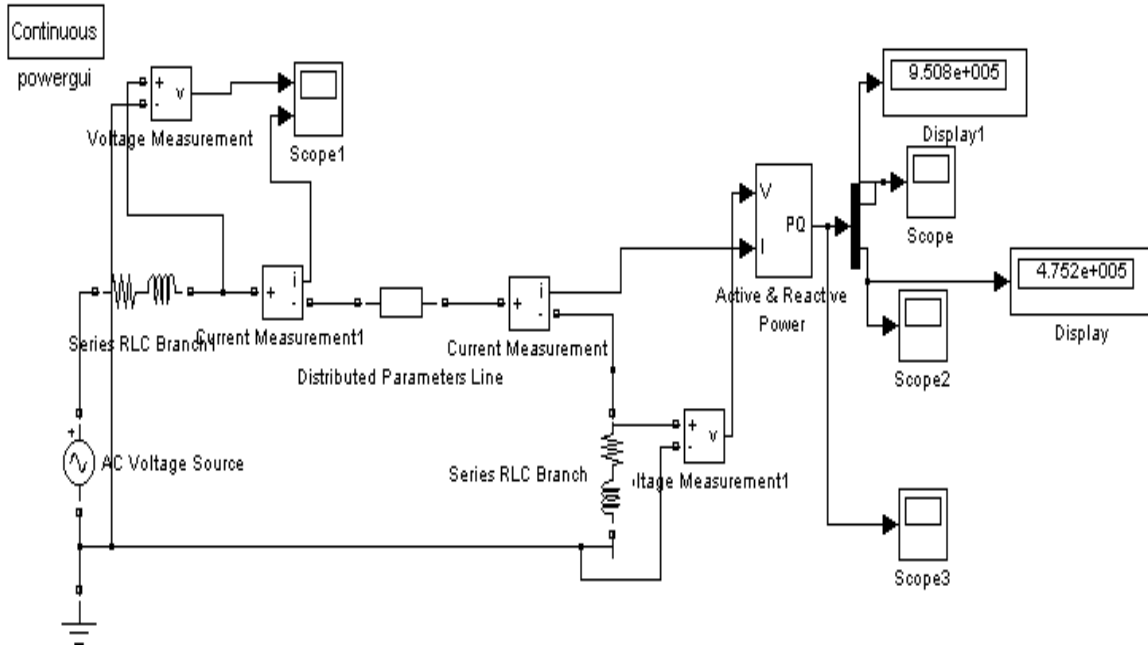 Continuous
powergui
+
-
v
Voltage Measurement
Scope1
9.508e+005
Display1
V
I
PQ
Scope
Active & Reactive
Power
4.752e+005
Display
Scope2
Series RLC Branch1
+
i
-
Current Measurement1
Distributed Parameters Line
+
i
-
Current Measurement
+
AC Voltage Source
Series RLC Branch
+
-
v
ltage Measurement1
Scope3